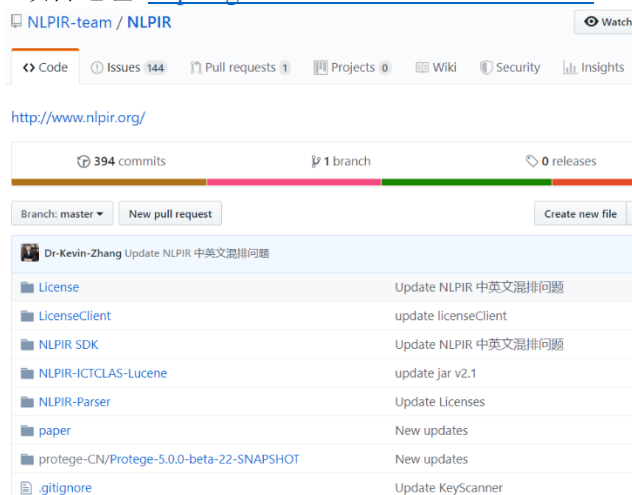 NLPIR-team / NLPIR
Watch
Code
Issues 144
Pull requests 1
Projects 0
Wiki
Security
Insights
http://www.nlpir.org/
394 commits
1 branch
0 releases
Branch: master
New pull request
Create new file
Dr-Kevin-Zhang Update NLPIR 中英文混排问题
License Update NLPIR 中英文混排问题
LicenseClient update licenseClient
NLPIR SDK Update NLPIR 中英文混排问题
NLPIR-ICTCLAS-Lucene update jar v2.1
NLPIR-Parser Update Licenses
paper New updates
protege-CN/Protege-5.0.0-beta-22-SNAPSHOT New updates
.gitignore Update KeyScanner